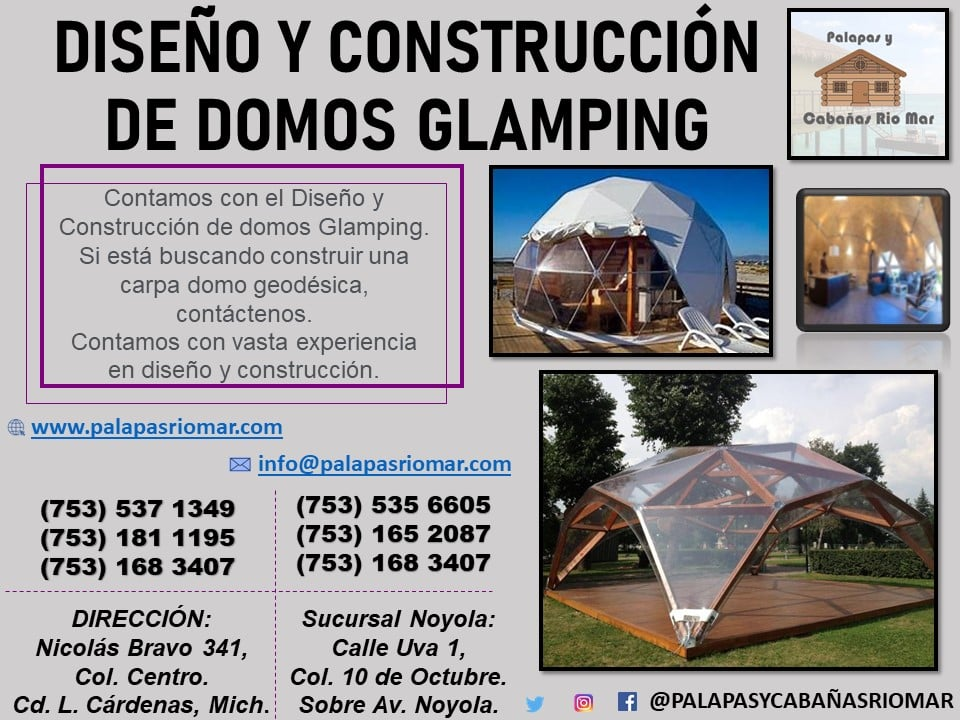 DISEÑO Y CONSTRUCCIÓN
DE DOMOS GLAMPING
Palapas y
Cabañas Rio Mar
Contamos con el Diseño y
Construcción de domos Glamping.
Si está buscando construir una
carpa domo geodésica,
contáctenos.
Contamos con vasta experiencia
en diseño y construcción.
www.palapasriomar.com
info@palapasriomar.com
(753) 537 1349
(753) 181 1195
(753) 168 3407
(753) 535 6605
(753) 165 2087
(753) 168 3407
DIRECCIÓN:
Nicolás Bravo 341,
Col. Centro.
Cd. L. Cárdenas, Mich.
Sucursal Noyola:
Calle Uva 1,
Col. 10 de Octubre.
Sobre Av. Noyola.
@PALAPASYCABAÑASRIOMAR